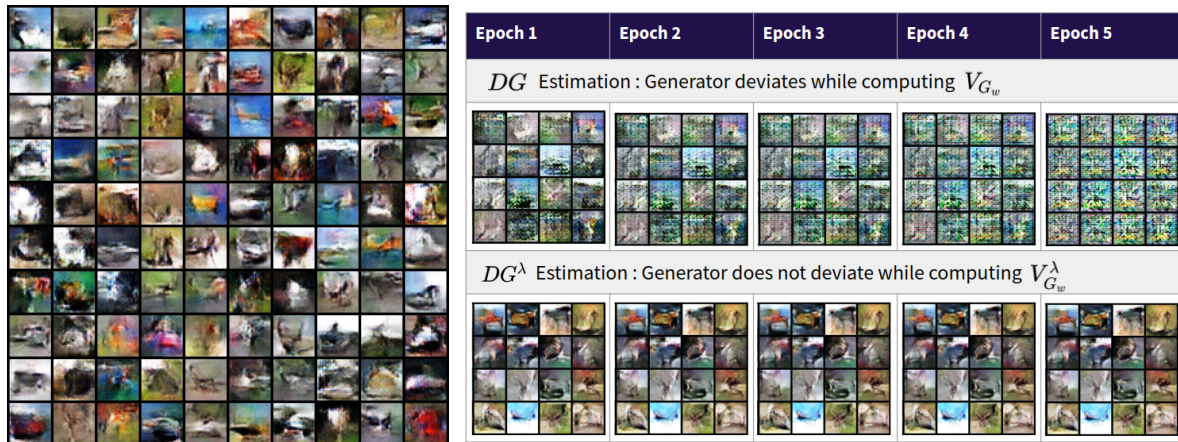 Epoch 1 Epoch 2 Epoch 3 Epoch 4 Epoch 5
DG Estimation : Generator deviates while computing V_{G_w}
DG^λ Estimation : Generator does not deviate while computing V^λ_{G_w}